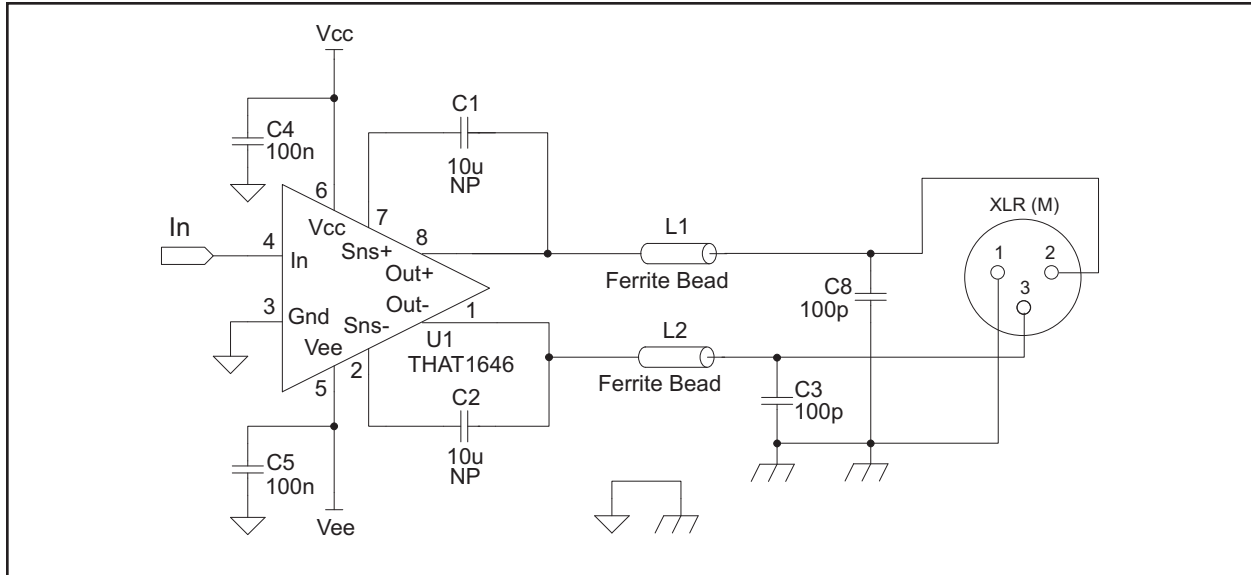 Vcc
C1
C4
100n
10u
NP
6
7
Vcc
Sns+
8
L1
XLR (M)
In
4
In
Out+
Ferrite Bead
1
2
3
C8
100p
Out-
3
Gnd
Sns-
1
Vee
U1
THAT1646
L2
5
2
C2
Ferrite Bead
C3
100p
10u
NP
C5
100n
Vee